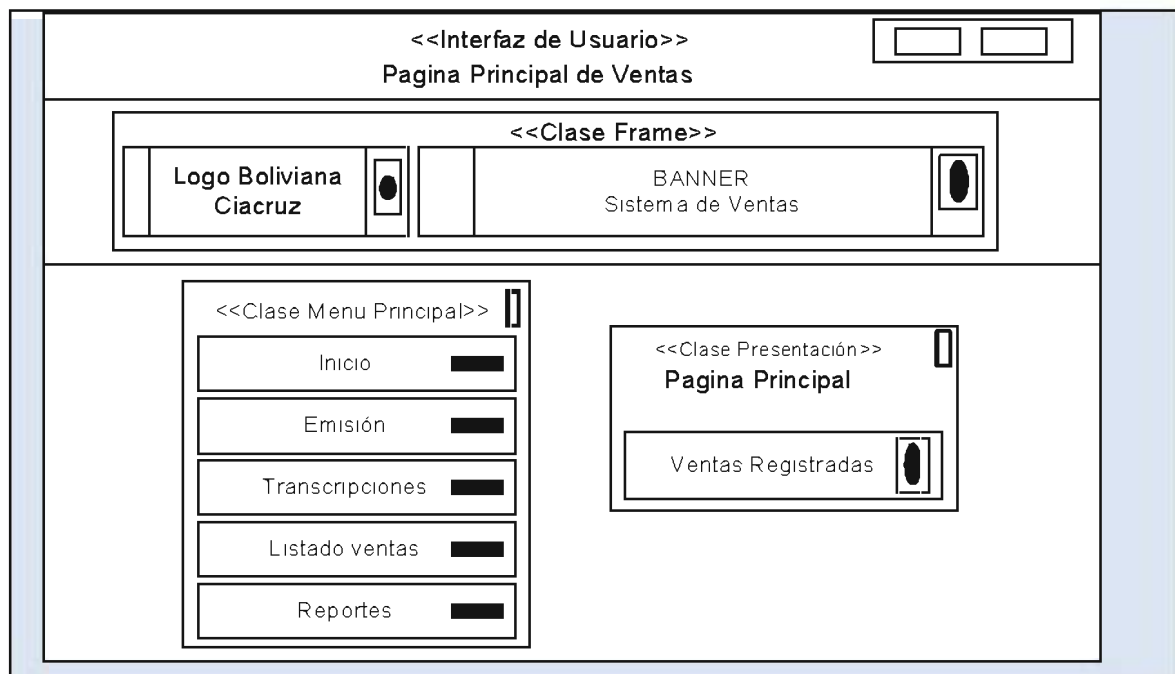 <<Interfaz de Usuario>>
Pagina Principal de Ventas
<<Clase Frame>>
Logo Boliviana
Ciacruz
BANNER
Sistema de Ventas
<<Clase Menu Principal>>
Inicio
Emisión
Transcripciones
Listado ventas
Reportes
<<Clase Presentación>>
Pagina Principal
Ventas Registradas